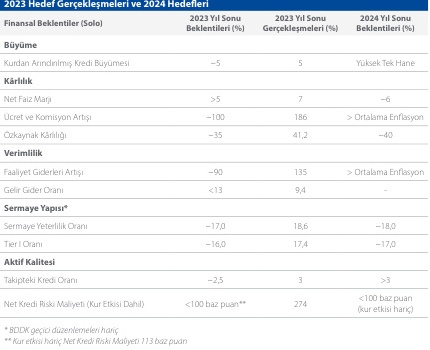 2023 Hedef Gerçekleşmeleri ve 2024 Hedefleri
Finansal Beklentiler (Solo) 2023 Yıl Sonu Beklentileri (%) 2023 Yıl Sonu Gerçekleşmeleri (%) 2024 Yıl Sonu Beklentileri (%)
Büyüme
Kurdan Arındırılmış Kredi Büyümesi ~5 5 Yüksek Tek Hane
Kârlılık
Net Faiz Marjı >5 7 ~6
Ücret ve Komisyon Artışı ~100 186 > Ortalama Enflasyon
Özkaynak Kârlılığı ~35 41,2 ~40
Verimlilik
Faaliyet Giderleri Artışı ~90 135 > Ortalama Enflasyon
Gelir Gider Oranı <13 9,4 -
Sermaye Yapısı*
Sermaye Yeterlilik Oranı ~17,0 18,6 ~18,0
Tier I Oranı ~16,0 17,4 ~17,0
Aktif Kalitesi
Takipteki Kredi Oranı ~2,5 3 >3
Net Kredi Riski Maliyeti (Kur Etkisi Dahil) <100 baz puan** 274 <100 baz puan (kur etkisi hariç)
* BDDK geçici düzenlemeleri hariç
** Kur etkisi hariç Net Kredi Riski Maliyeti 113 baz puan